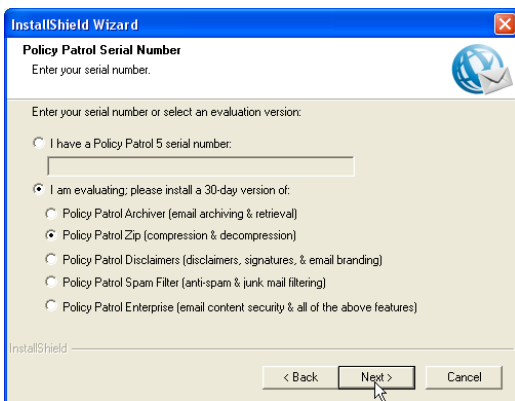 InstallShield Wizard
Policy Patrol Serial Number
Enter your serial number.
Enter your serial number or select an evaluation version:
I have a Policy Patrol 5 serial number:
I am evaluating; please install a 30-day version of:
Policy Patrol Archiver (email archiving & retrieval)
Policy Patrol Zip (compression & decompression)
Policy Patrol Disclaimers (disclaimers, signatures, & email branding)
Policy Patrol Spam Filter (anti-spam & junk mail filtering)
Policy Patrol Enterprise (email content security & all of the above features)
InstallShield
< Back Next > Cancel